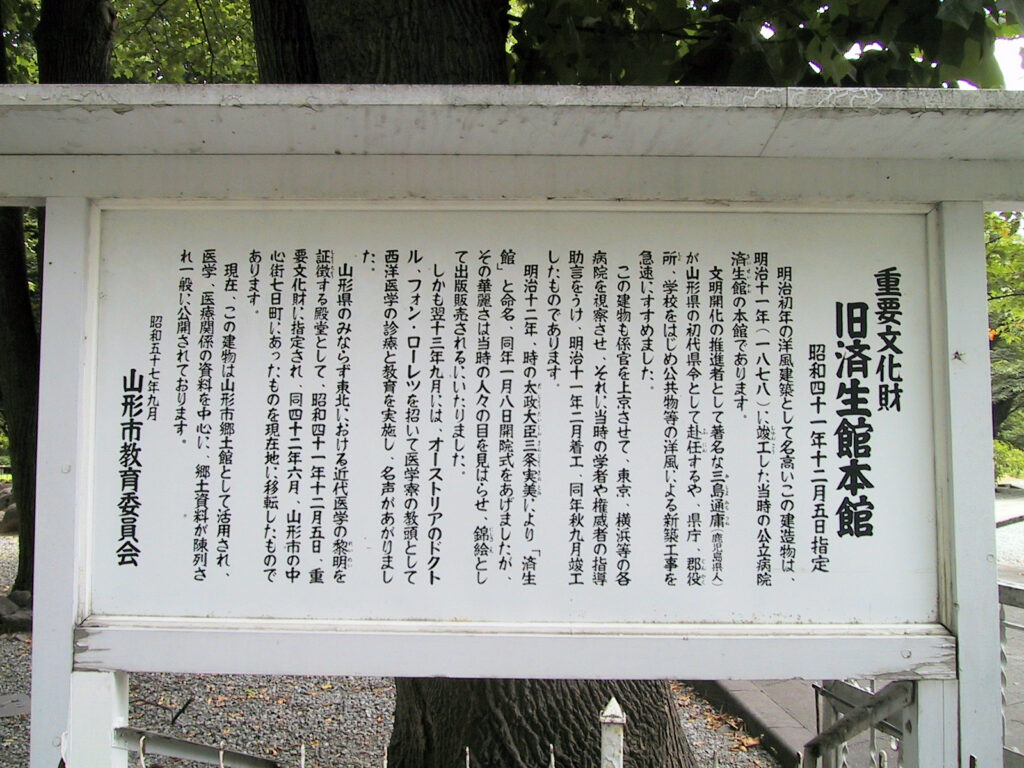 重要文化財
旧済生館本館
昭和四十一年十二月五日指定
明治初年の洋風建築として名高いこの建造物は、
明治十一年(一八七八)に竣工した当時の公立病院
済生館の本館であります。
文明開化の推進者として著名な三島通庸(鹿児島県人)
が山形県の初代県令として赴任するや、県庁、郡役
所、学校をはじめ公共物等の洋風による新築工事を
急速にすすめました。
この建物も係官を上京させて、東京、横浜等の各
病院を視察させ、それに当時の学者や権威者の指導
助言をうけ、明治十一年二月着工、同年秋九月竣工
したものであります。
明治十二年、時の太政大臣三条実美により「済生
館」と命名、同年一月八日開院式をあげましたが、
その華麗さは当時の人々の目を見はらせ、錦絵とし
て出版販売されるにいたりました。
しかも翌十三年九月には、オーストリアのドクト
ル、フォン・ローレツを招いて医学寮の教頭として
西洋医学の診療と教育を実施し、名声があがりまし
た。
山形県のみならず東北における近代医学の黎明を
証徴する殿堂として、昭和四十一年十二月五日、重
要文化財に指定され、同四十二年六月、山形市の中
心街七日町にあったものを現在地に移転したもので
あります。
現在、この建物は山形市郷土館として活用され、
医学、医療関係の資料を中心に、郷土資料が陳列さ
れ一般に公開されております。
昭和五十七年九月
山形市教育委員会